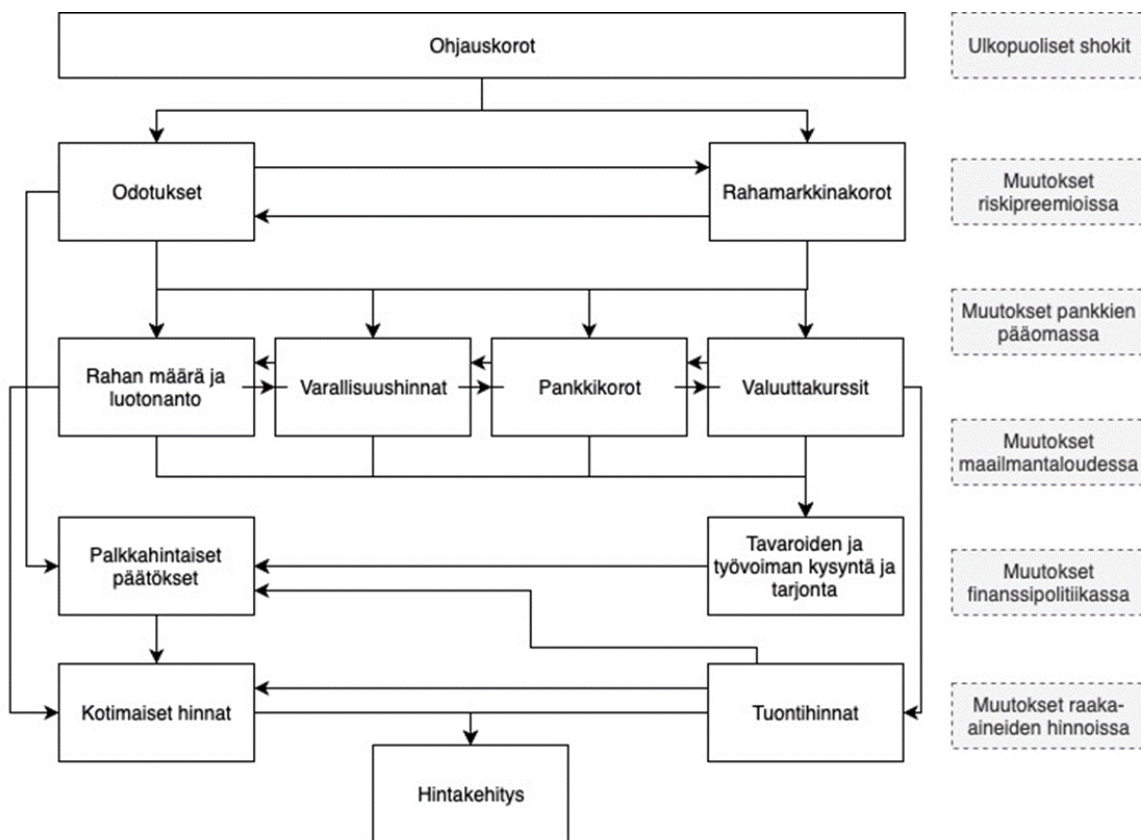 Ohjauskorot
Ulkopuoliset shokit
Odotukset
Rahamarkkinakorot
Muutokset
riskipreemioissa
Muutokset pankkien
pääomassa
Rahan määrä ja
luotonanto
Varallisuushinnat
Pankkikorot
Valuuttakurssit
Muutokset
maailmantaloudessa
Palkkahintaiset
päätökset
Tavaroiden ja
työvoiman kysyntä ja
tarjonta
Muutokset
finanssipolitiikassa
Kotimaiset hinnat
Tuontihinnat
Muutokset raaka-
aineiden hinnoissa
Hintakehitys